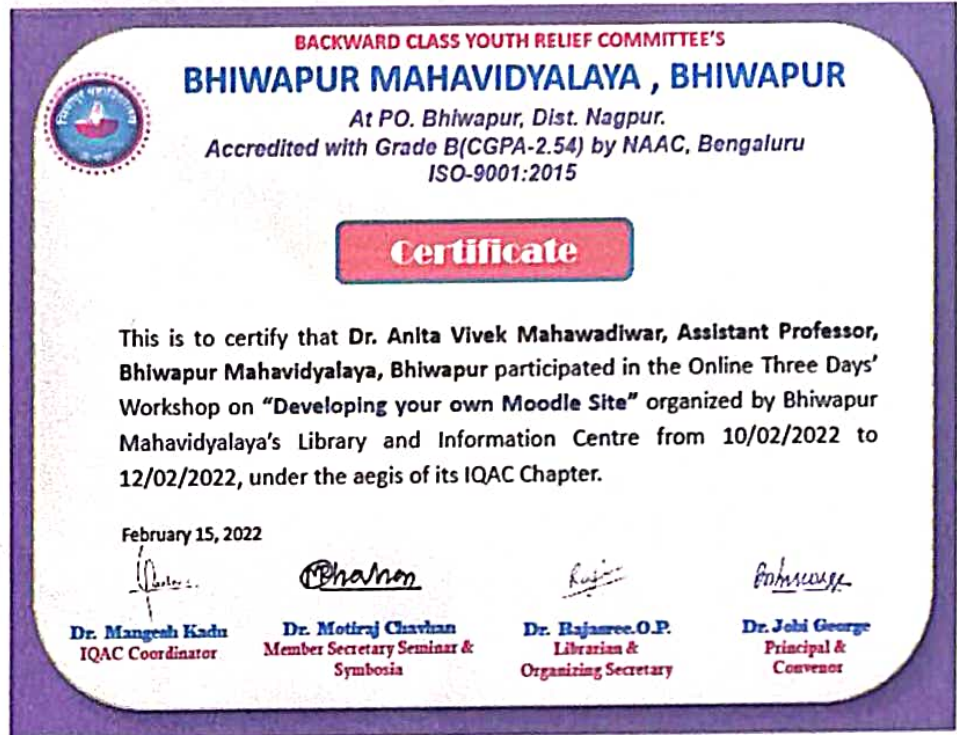 BACKWARD CLASS YOUTH RELIEF COMMITTEE'S
BHIWAPUR MAHAVIDYALAYA , BHIWAPUR
At PO. Bhiwapur, Dist. Nagpur.
Accredited with Grade B(CGPA-2.54) by NAAC, Bengaluru
ISO-9001:2015
Certificate
This is to certify that Dr. Anita Vivek Mahawadiwar, Assistant Professor,
Bhiwapur Mahavidyalaya, Bhiwapur participated in the Online Three Days'
Workshop on "Developing your own Moodle Site" organized by Bhiwapur
Mahavidyalaya's Library and Information Centre from 10/02/2022 to
12/02/2022, under the aegis of its IQAC Chapter.
February 15, 2022
Dr. Mangesh Kadu
IQAC Coordinator
Dr. Motiraj Chavhan
Member Secretary Seminar &
Symbosia
Dr. Rajasree.O.P.
Librarian &
Organizing Secretary
Dr. Jobi George
Principal &
Convenor